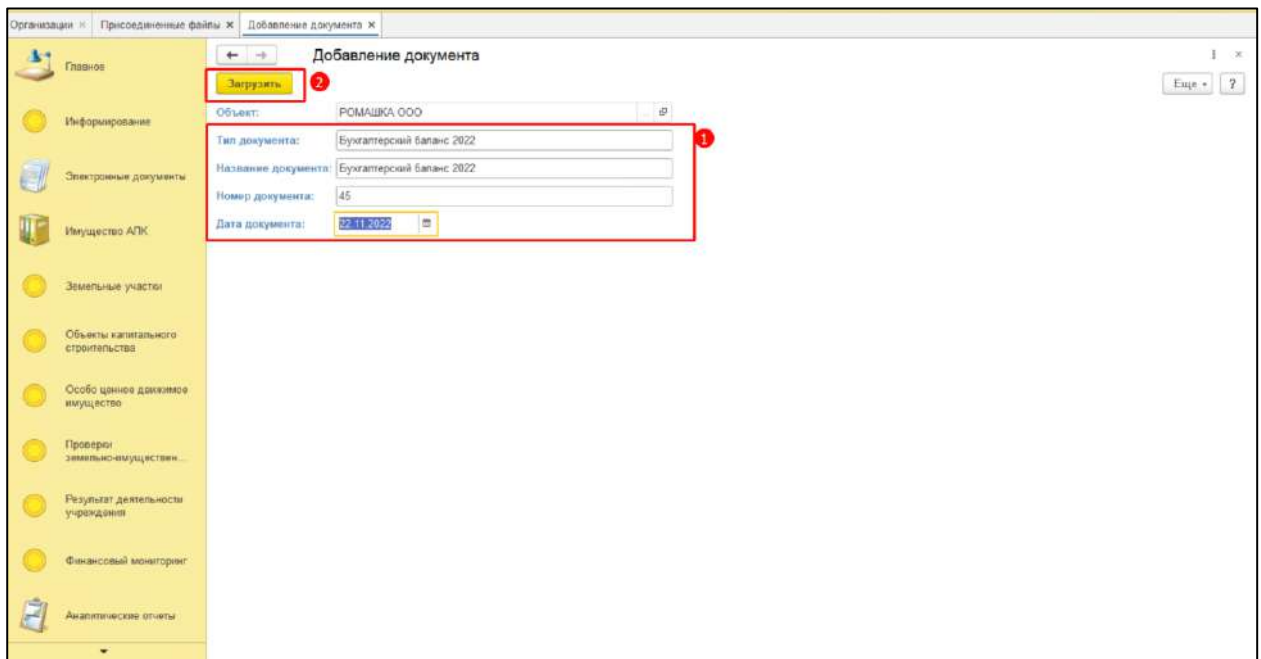 Организации ×
Присоединенные файлы ×
Добавление документа ×
Главное
Информирование
Электронные документы
Имущество АПК
Земельные участки
Объекты капитального
строительства
Особо ценное движимое
имущество
Проверки
земельно-имуществен...
Результат деятельности
учреждения
Финансовый мониторинг
Аналитические отчеты
← → Добавление документа
Загрузить 2
Еще ?
Объект: РОМАШКА ООО
1
Тип документа: Бухгалтерский баланс 2022
Название документа: Бухгалтерский баланс 2022
Номер документа: 45
Дата документа: 22.11.2022